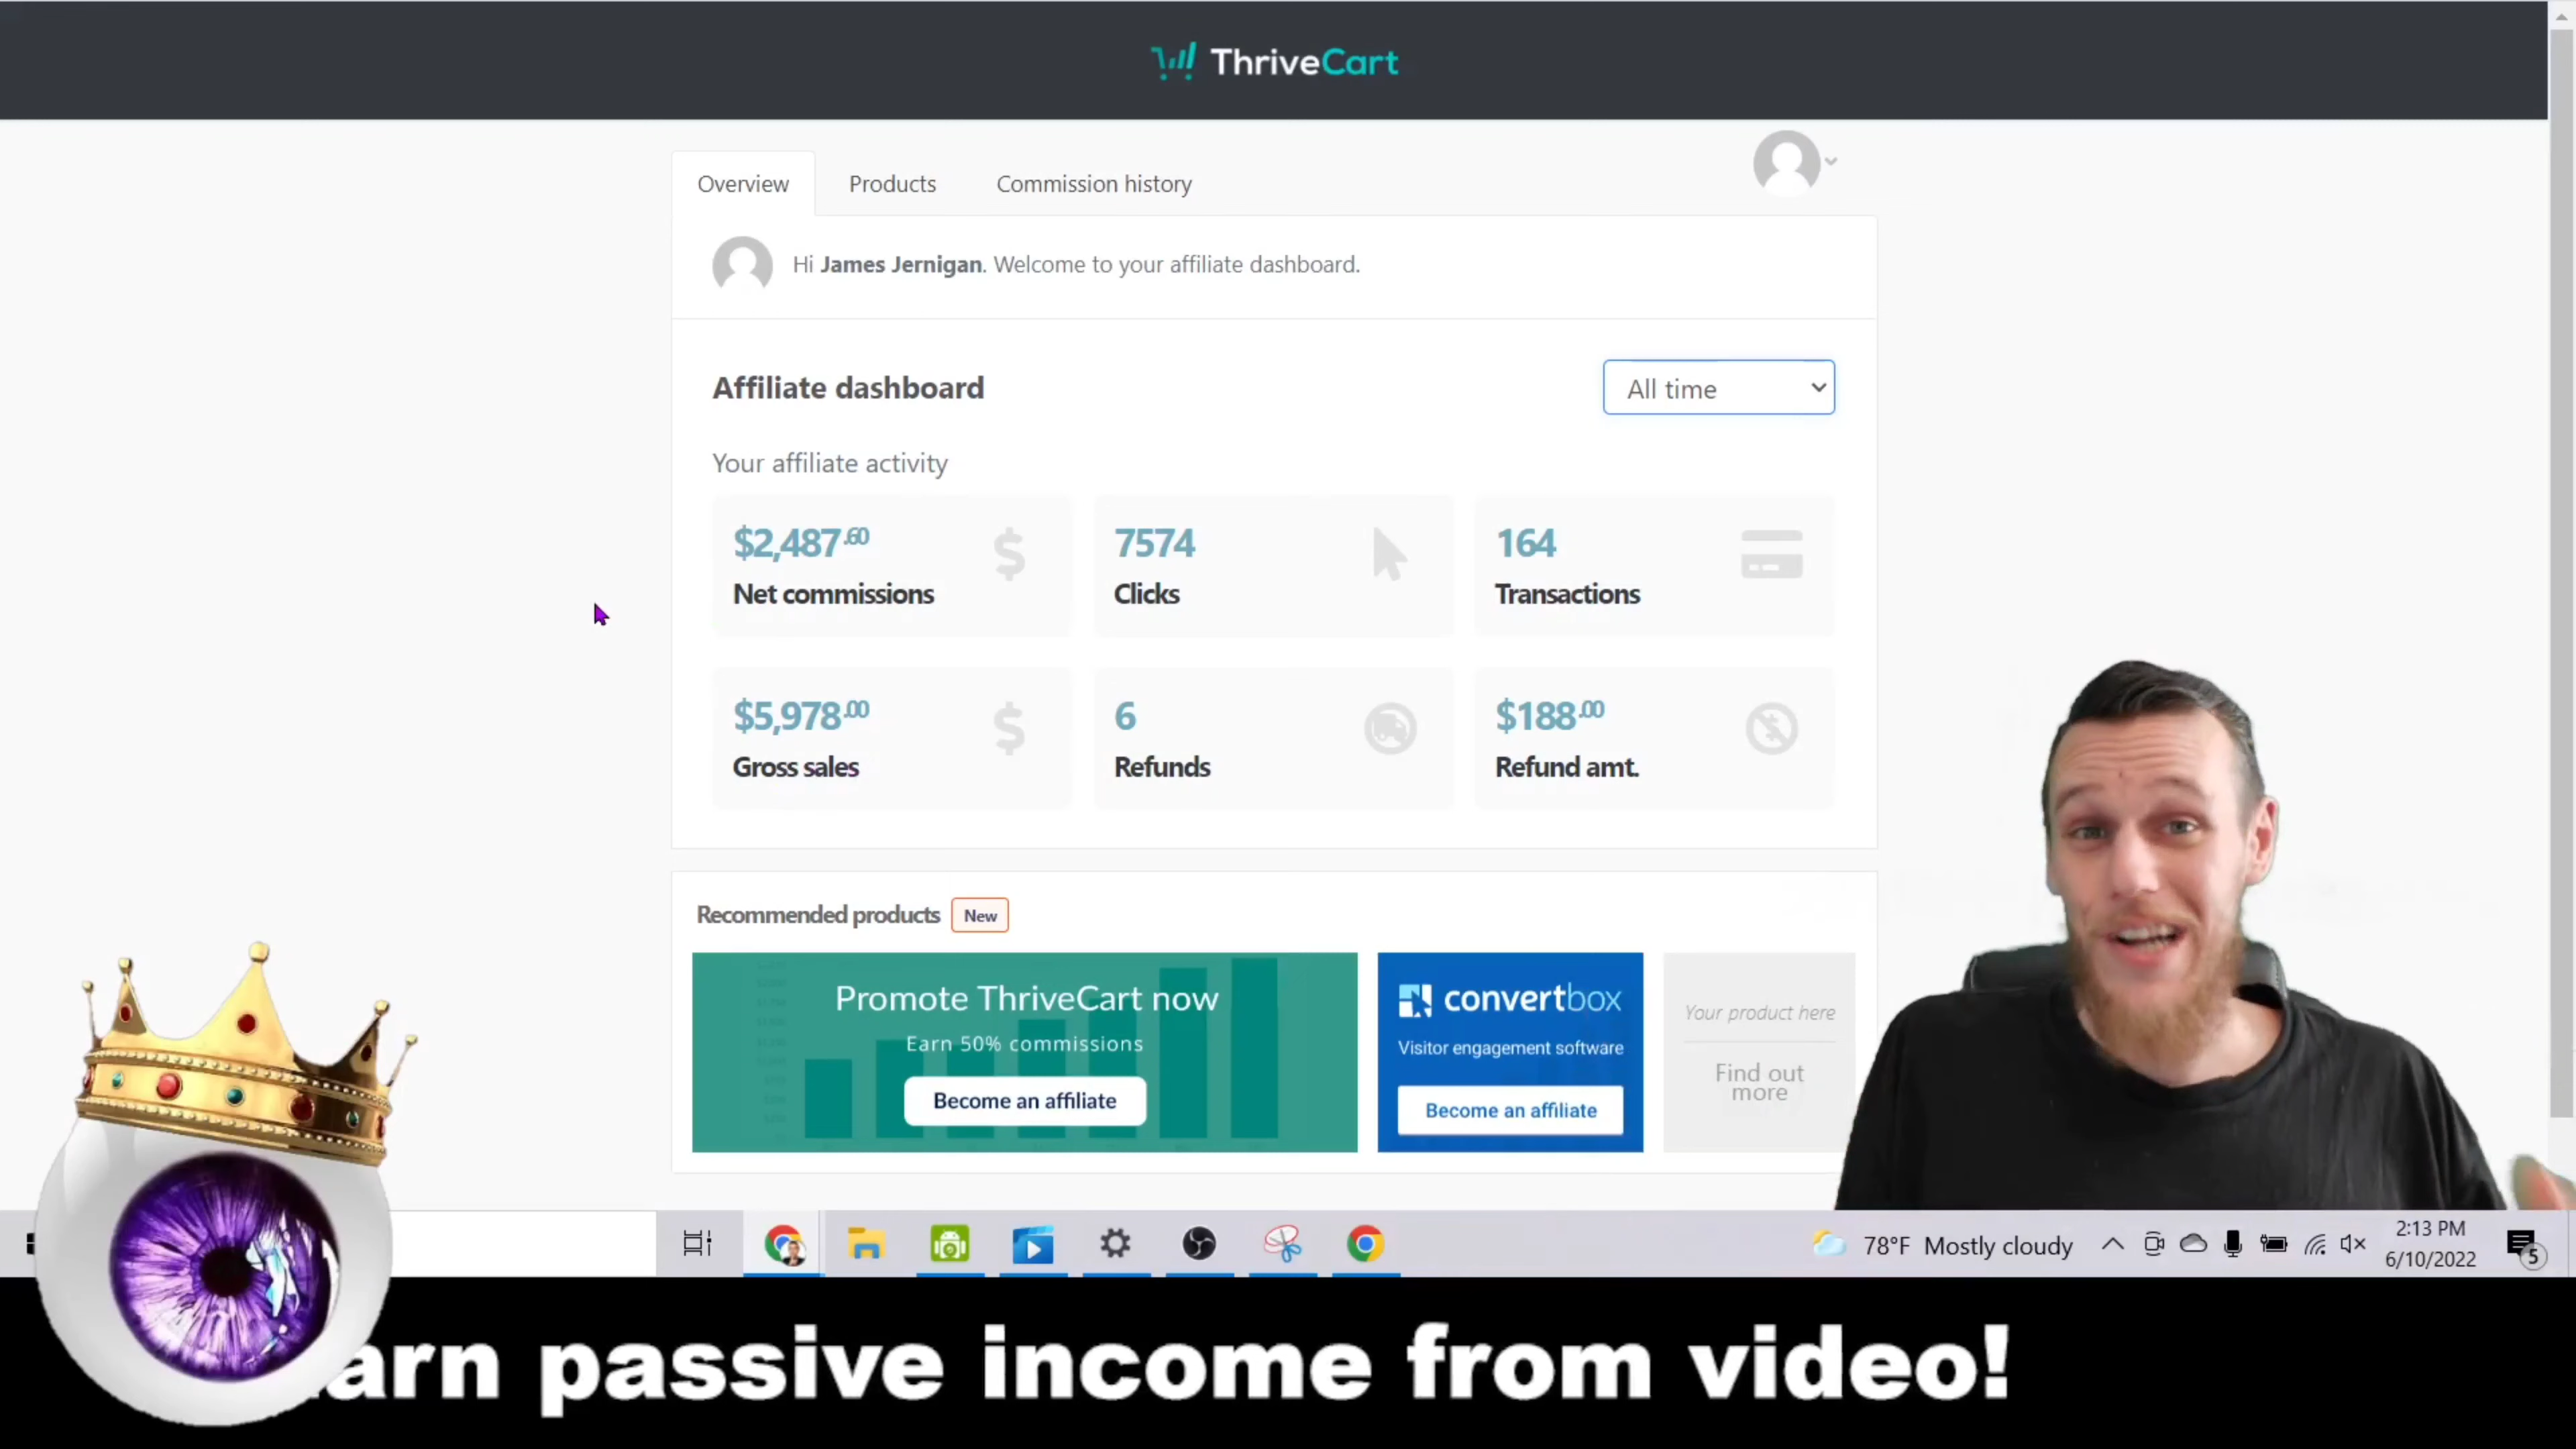 ThriveCart
Overview Products Commission history
Hi James Jernigan. Welcome to your affiliate dashboard.
Affiliate dashboard
All time
Your affiliate activity
$2,487.60
Net commissions
7574
Clicks
164
Transactions
$5,978.00
Gross sales
6
Refunds
$188.00
Refund amt.
Recommended products New
Promote ThriveCart now
Earn 50% commissions
Become an affiliate
convertbox
Visitor engagement software
Become an affiliate
Your product here
Find out
more
78°F Mostly cloudy
2:13 PM
6/10/2022
5
arn passive income from video!